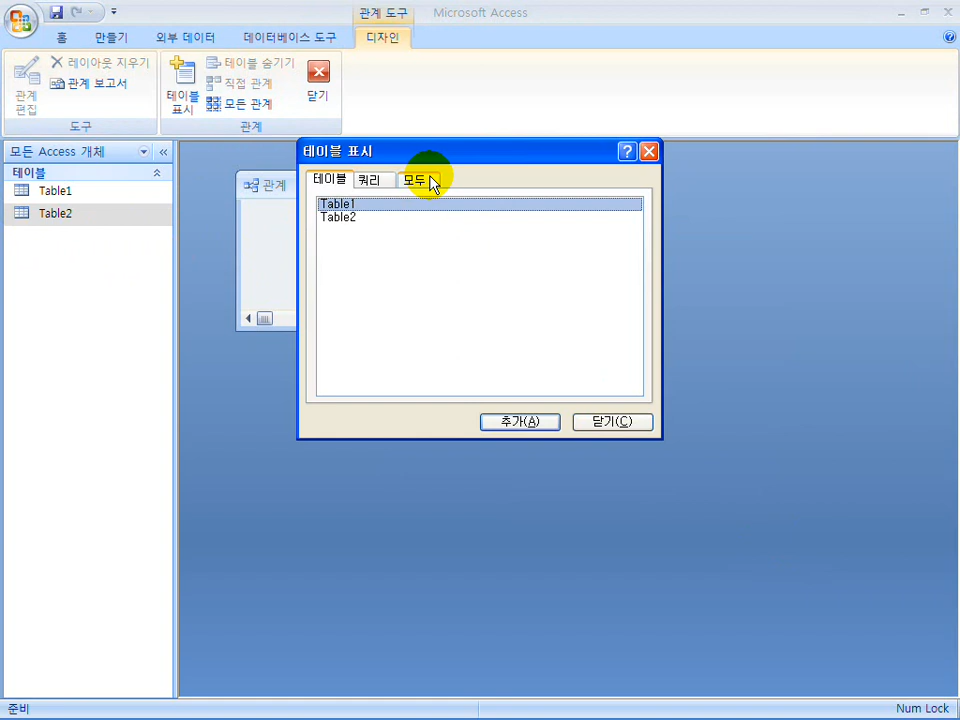 관계 도구
Microsoft Access
홈
만들기
외부 데이터
데이터베이스 도구
디자인
관계 편집
레이아웃 지우기
관계 보고서
도구
테이블 표시
테이블 숨기기
직접 관계
모든 관계
닫기
관계
모든 Access 개체
테이블
Table1
Table2
관계
테이블 표시
테이블
쿼리
모두
Table1
Table2
추가(A)
닫기(C)
준비
Num Lock